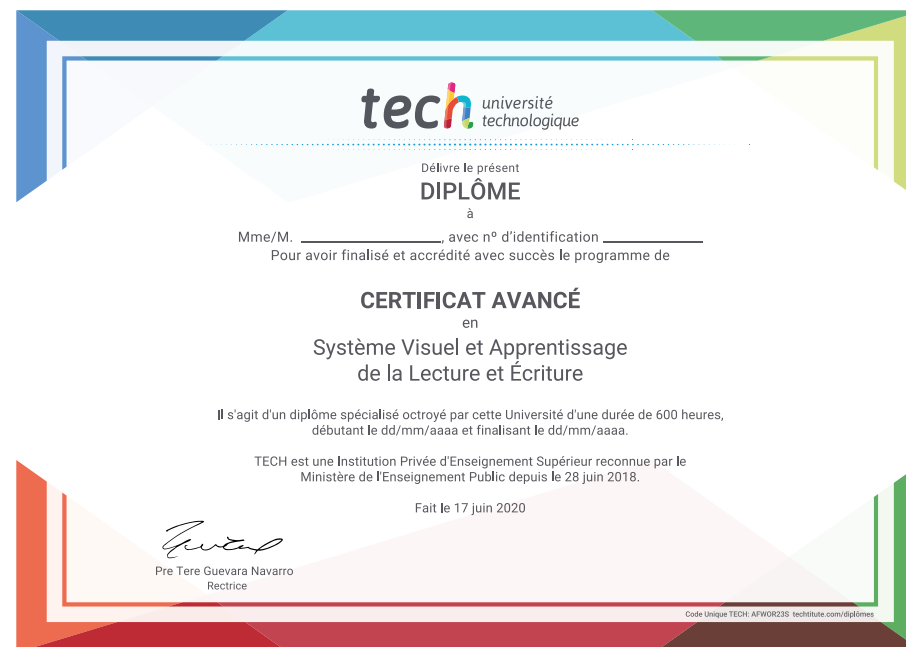 tech université
technologique
Délivre le présent
DIPLÔME
à
Mme/M. ____________________, avec nº d'identification ______________
Pour avoir finalisé et accrédité avec succès le programme de
CERTIFICAT AVANCÉ
en
Système Visuel et Apprentissage
de la Lecture et Écriture
Il s'agit d'un diplôme spécialisé octroyé par cette Université d'une durée de 600 heures,
débutant le dd/mm/aaaa et finalisant le dd/mm/aaaa.
TECH est une Institution Privée d'Enseignement Supérieur reconnue par le
Ministère de l'Enseignement Public depuis le 28 juin 2018.
Fait le 17 juin 2020
Pre Tere Guevara Navarro
Rectrice
Code Unique TECH: AFWOR23S techtitute.com/diplômes